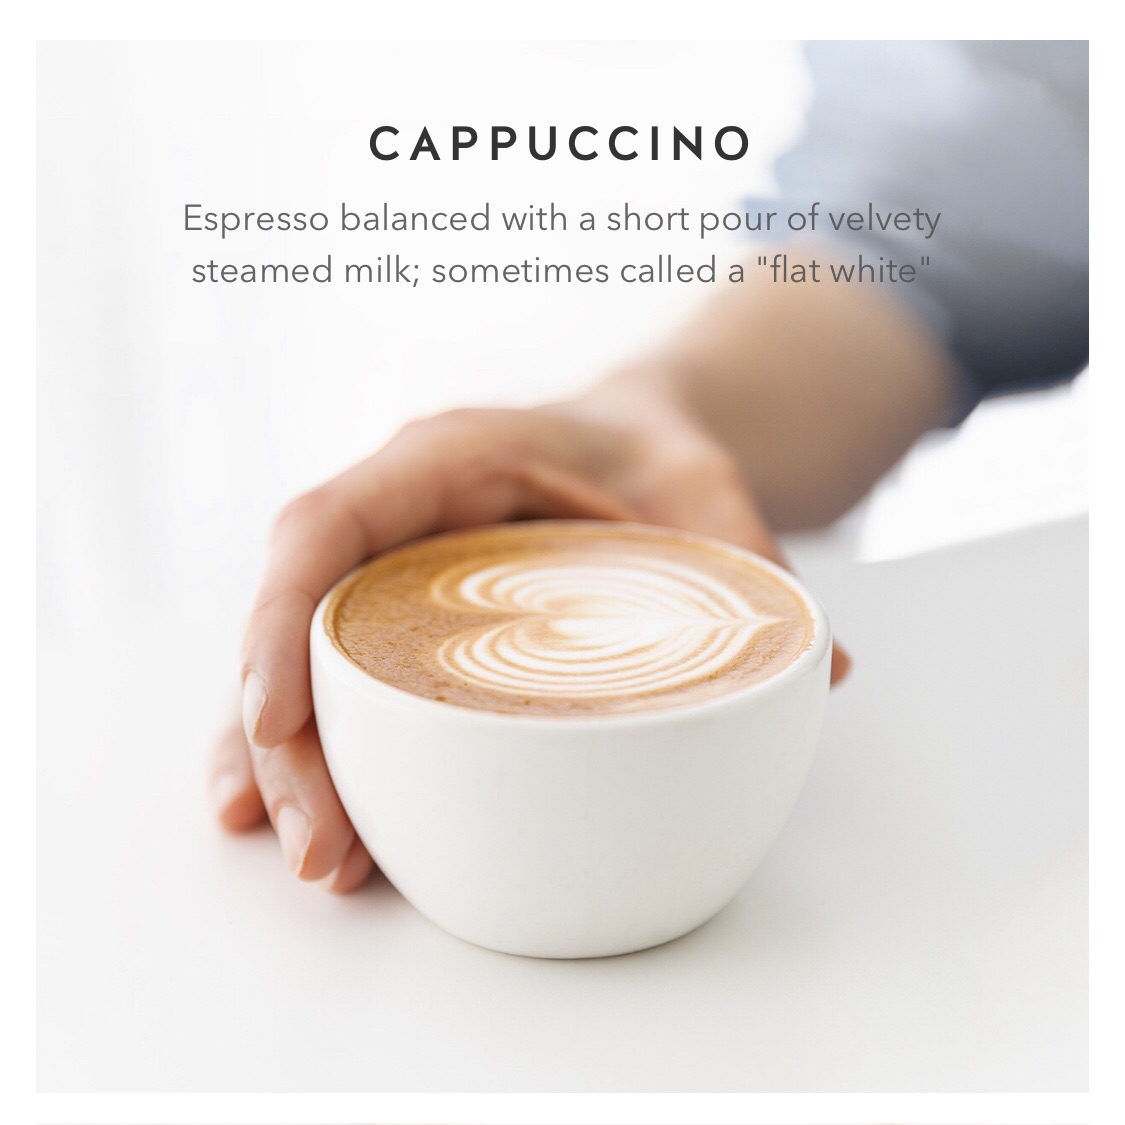 CAPPUCCINO
Espresso balanced with a short pour of velvety
steamed milk; sometimes called a "flat white"